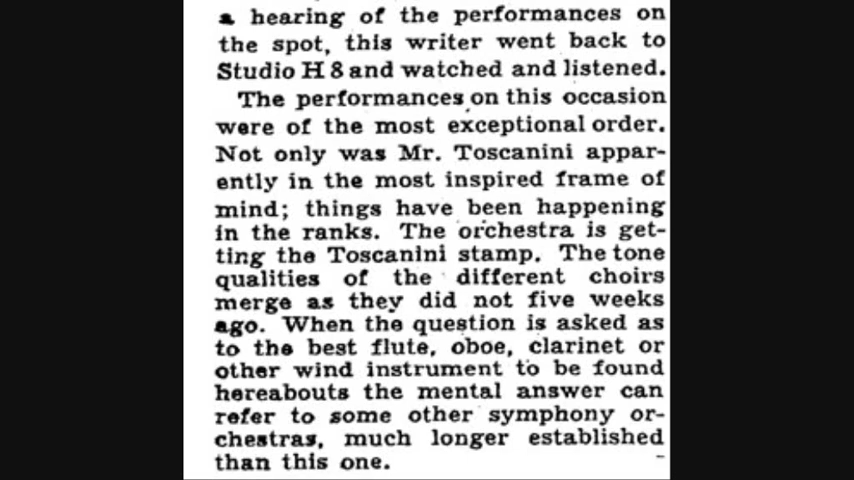 a hearing of the performances on
the spot, this writer went back to
Studio H 8 and watched and listened.
The performances on this occasion
were of the most exceptional order.
Not only was Mr. Toscanini appar-
ently in the most inspired frame of
mind; things have been happening
in the ranks. The orchestra is get-
ting the Toscanini stamp. The tone
qualities of the different choirs
merge as they did not five weeks
ago. When the question is asked as
to the best flute, oboe, clarinet or
other wind instrument to be found
hereabouts the mental answer can
refer to some other symphony or-
chestras, much longer established
than this one.